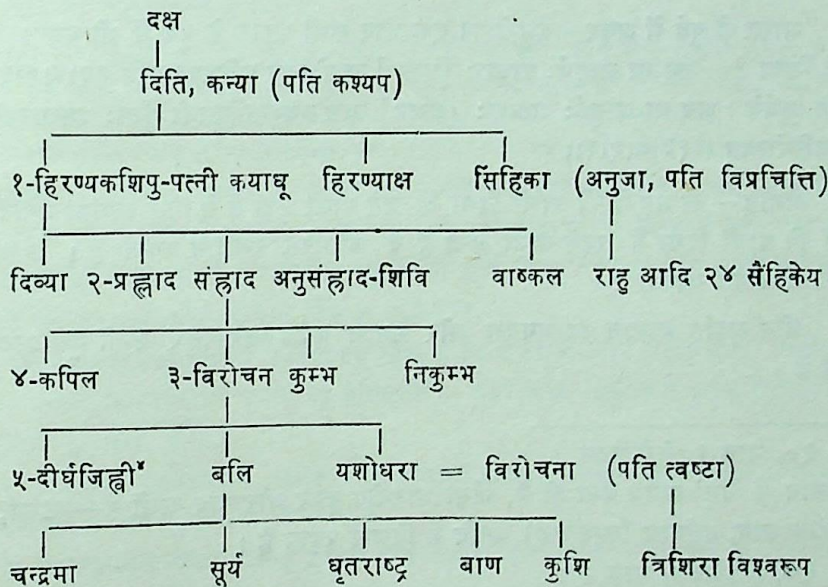 दक्ष
दिति, कन्या (पति कश्यप)
१-हिरण्यकशिपु-पत्नी कयाधू हिरण्याक्ष सिंहिका (अनुजा, पति विप्रचित्ति)
दिव्या २-प्रह्लाद संह्राद अनुसंह्राद-शिवि वाष्कल राहु आदि २४ सैंहिकेय
४-कपिल ३-विरोचन कुम्भ निकुम्भ
५-दीर्घजिह्वी४ बलि यशोधरा = विरोचना (पति त्वष्टा)
चन्द्रमा सूर्य धृतराष्ट्र बाण कुशि त्रिशिरा विश्वरूप